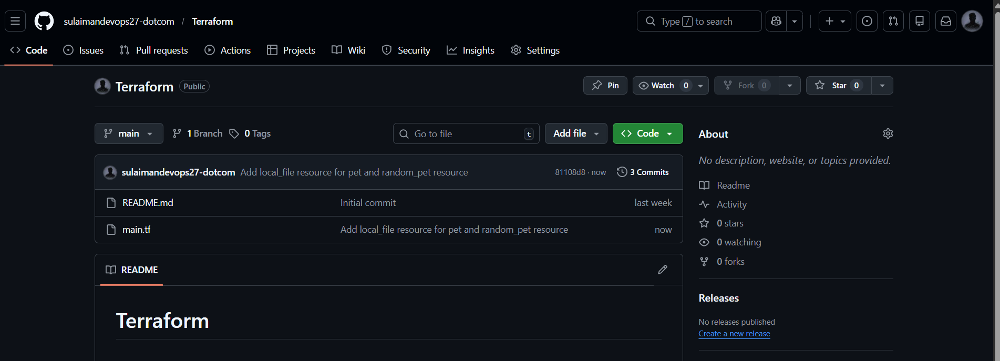 sulaimandevops27-dotcom / Terraform
Type / to search
Code Issues Pull requests Actions Projects Wiki Security Insights Settings
Terraform Public
Pin Watch 0 Fork 0 Star 0
main 1 Branch 0 Tags
Go to file t
Add file
Code
sulaimandevops27-dotcom Add local_file resource for pet and random_pet resource 81108d8 · now 3 Commits
README.md Initial commit last week
main.tf Add local_file resource for pet and random_pet resource now
README
Terraform
About
No description, website, or topics provided.
Readme
Activity
0 stars
0 watching
0 forks
Releases
No releases published
Create a new release